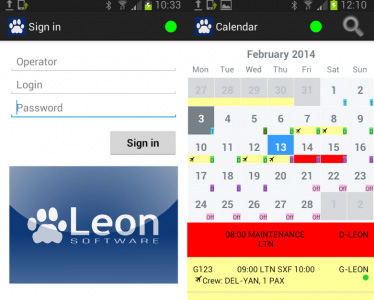 10:33
Sign in
Operator
Login
Password
Sign in
Leon
SOFTWARE
12:10
Calendar
February 2014
Mon Tue Wed Thu Fri Sat Sun
27 28 29 30 31 1 2
3 4 5 6 7 8 9
10 11 12 13 14 15 16
17 18 19 20 21 22 23
Off Off Off
24 25 26 27 28 1 2
Off Off Off Off Off
08:00 MAINTENANCE D-LEON
LTN
G123 09:00 LTN SXF 10:00 G-LEON
Crew: DEL-YAN, 1 PAX